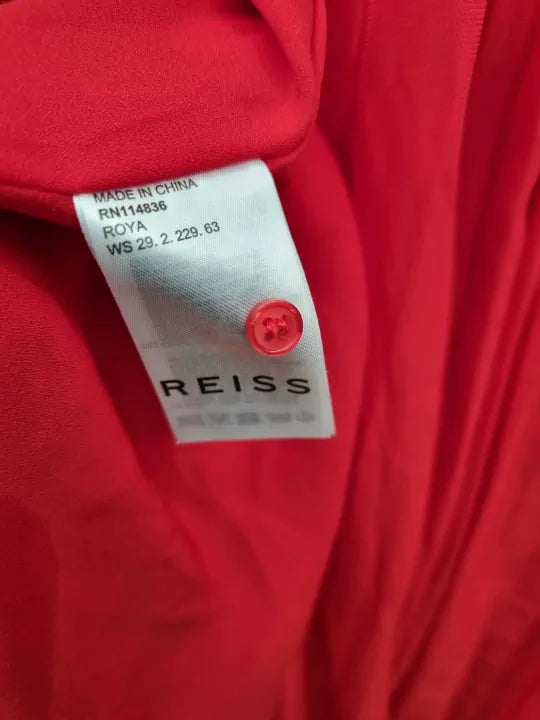 MADE IN CHINA
RN114836
ROYA
WS 29. 2. 229. 63
REISS